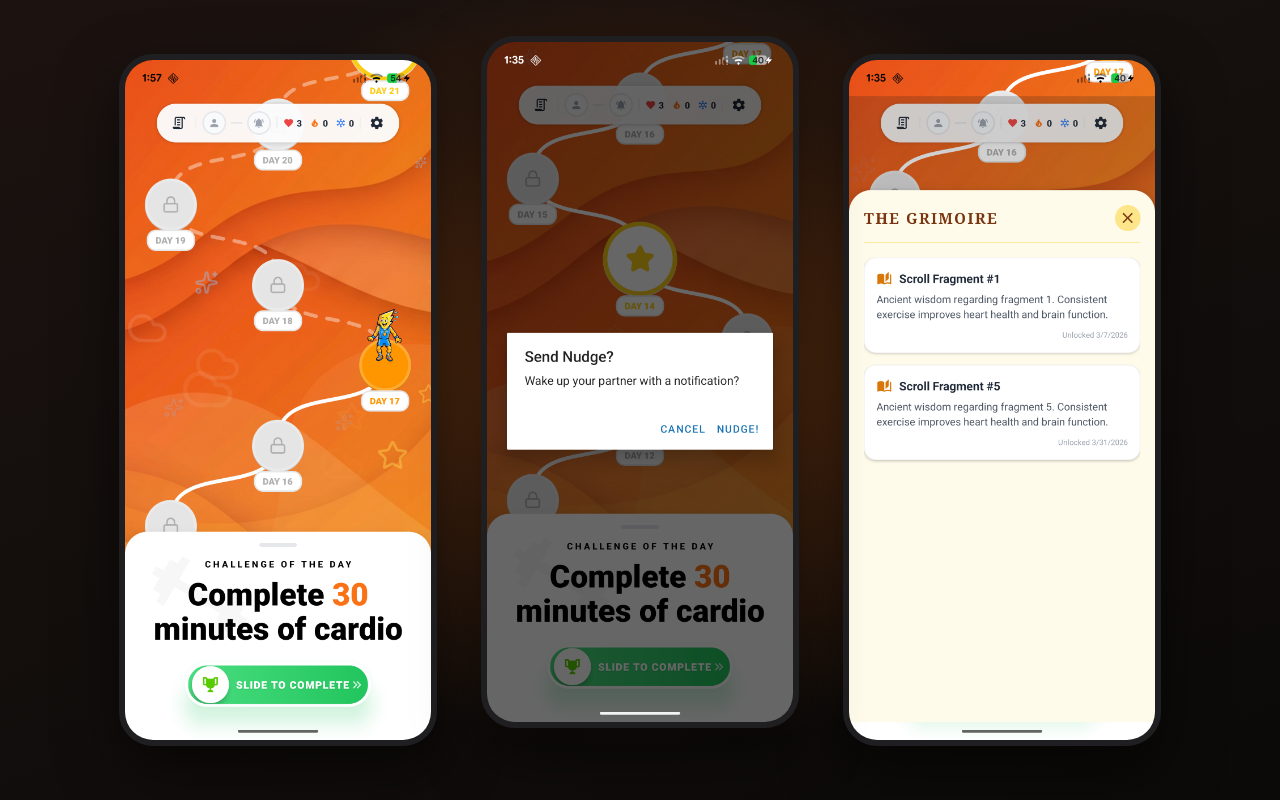 1:57
54
DAY 21
3 0 0
DAY 20
DAY 19
DAY 18
DAY 17
DAY 16
CHALLENGE OF THE DAY
Complete 30
minutes of cardio
SLIDE TO COMPLETE
1:35
DAY 17
40
3 0 0
DAY 16
DAY 15
DAY 14
Send Nudge?
Wake up your partner with a notification?
CANCEL NUDGE!
DAY 12
CHALLENGE OF THE DAY
Complete 30
minutes of cardio
SLIDE TO COMPLETE
1:35
DAY 17
40
3 0 0
DAY 16
THE GRIMOIRE
Scroll Fragment #1
Ancient wisdom regarding fragment 1. Consistent
exercise improves heart health and brain function.
Unlocked 3/7/2026
Scroll Fragment #5
Ancient wisdom regarding fragment 5. Consistent
exercise improves heart health and brain function.
Unlocked 3/31/2026